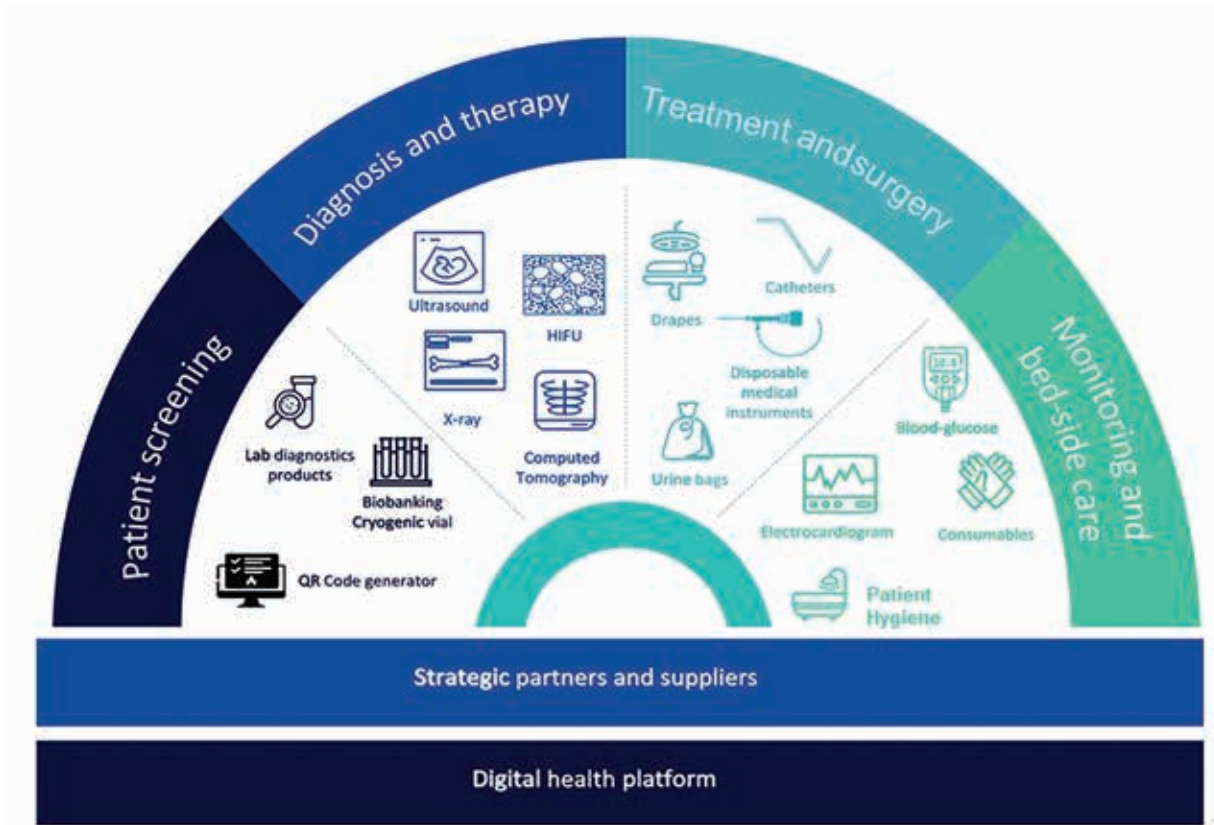 Patient screening
Diagnosis and therapy
Treatment and surgery
Monitoring and
bed-side care
Lab diagnostics
products
Biobanking
Cryogenic vial
QR Code generator
Ultrasound
HIFU
X-ray
Computed
Tomography
Drapes
Catheters
Disposable
medical
instruments
Urine bags
Blood-glucose
Electrocardiogram
Consumables
Patient
Hygiene
Strategic partners and suppliers
Digital health platform